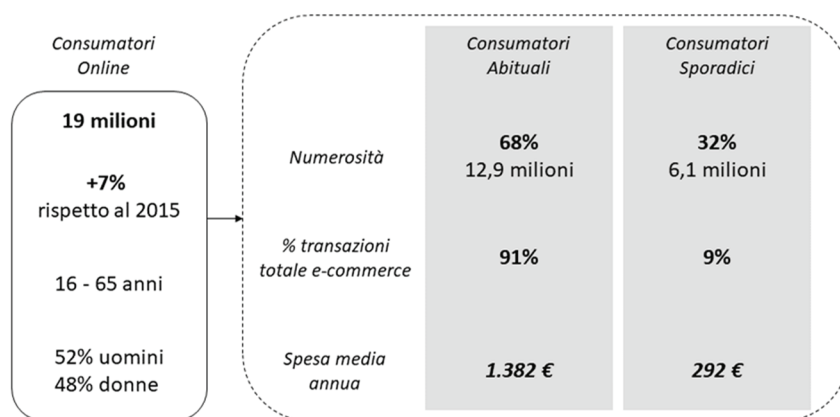 Consumatori
Online
19 milioni
+7%
rispetto al 2015
16 - 65 anni
52% uomini
48% donne
Consumatori
Abituali
Consumatori
Sporadici
Numerosità
68%
12,9 milioni
32%
6,1 milioni
% transazioni
totale e-commerce
91%
9%
Spesa media
annua
1.382 €
292 €